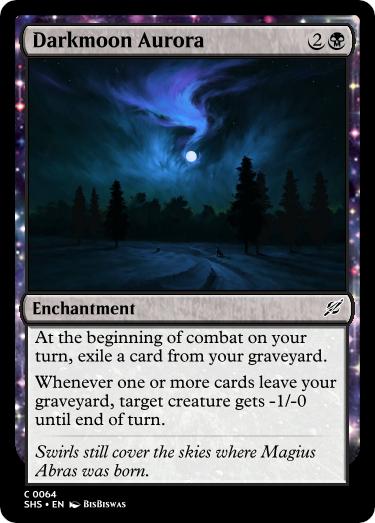 Darkmoon Aurora 2
Enchantment
At the beginning of combat on your
turn, exile a card from your graveyard.
Whenever one or more cards leave your
graveyard, target creature gets -1/-0
until end of turn.
Swirls still cover the skies where Magius
Abras was born.
C 0064
SHS • EN BisBiswas